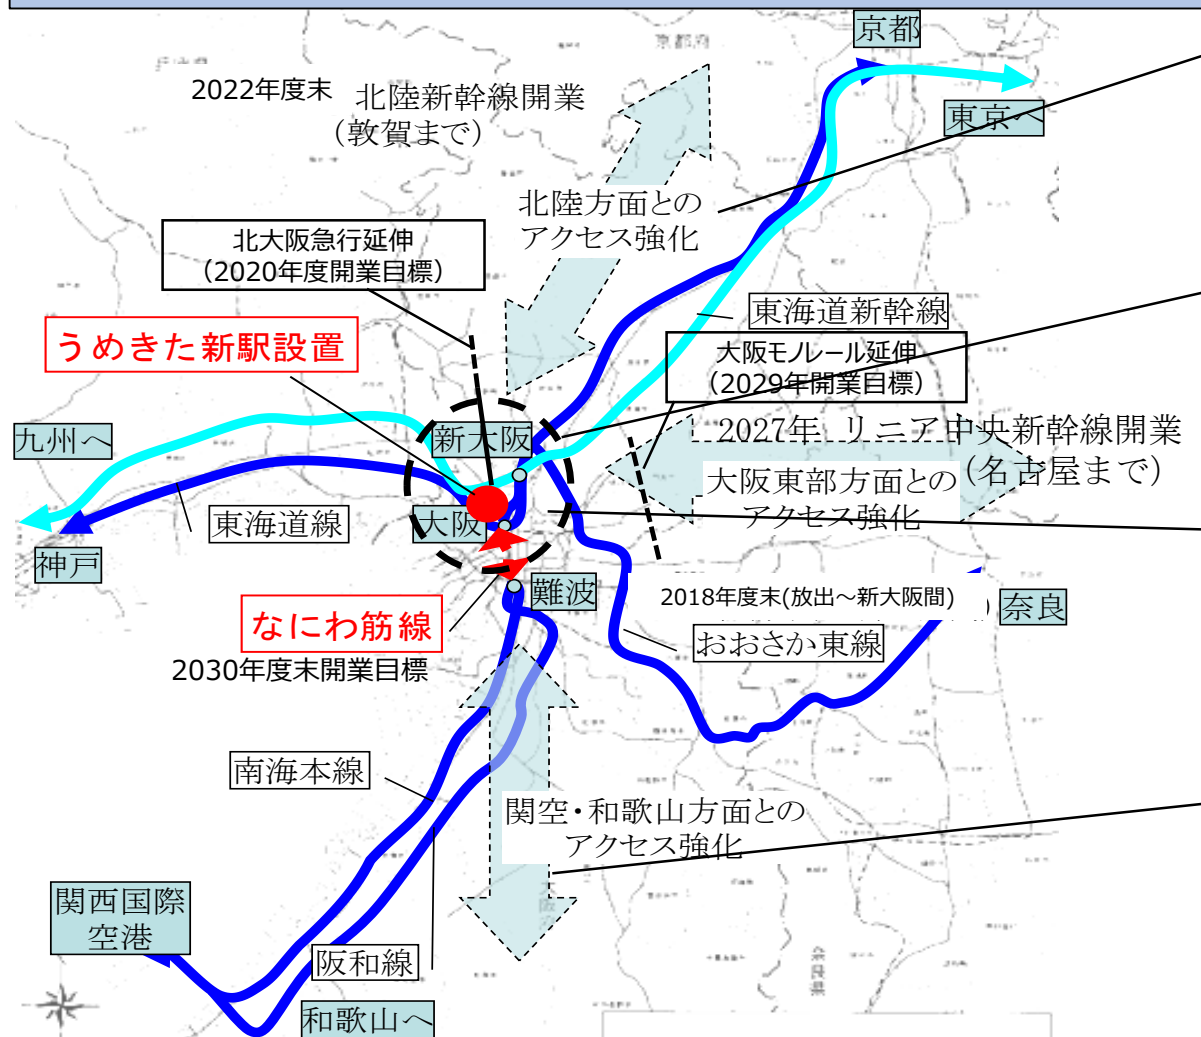 京都
京都府
2022年度末
北陸新幹線開業
（敦賀まで）
東京へ
北陸方面との
アクセス強化
北大阪急行延伸
（2020年度開業目標）
東海道新幹線
うめきた新駅設置
大阪モノレール延伸
（2029年開業目標）
九州へ
新大阪
2027年 リニア中央新幹線開業
（名古屋まで）
大阪東部方面との
アクセス強化
東海道線
大阪
神戸
難波
2018年度末(放出～新大阪間)
奈良
なにわ筋線
おおさか東線
2030年度末開業目標
南海本線
関空・和歌山方面との
アクセス強化
関西国際
空港
阪和線
奈良県
和歌山へ